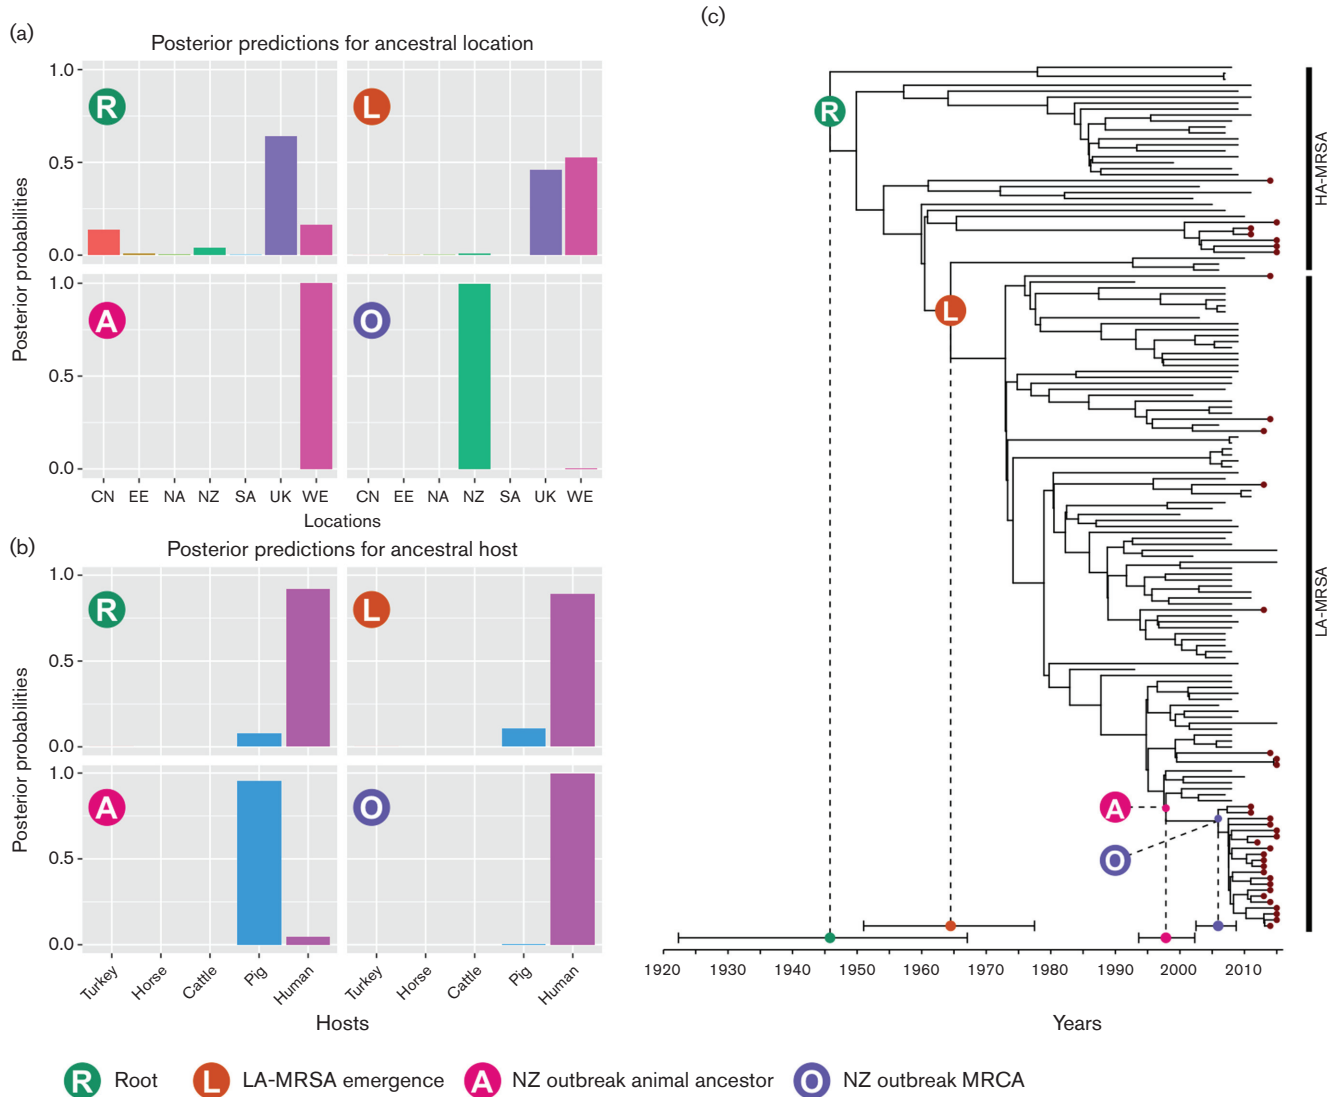 (a)
Posterior predictions for ancestral location
Posterior probabilities
1.0
0.5
0.0
R
L
1.0
0.5
0.0
A
O
CN EE NA NZ SA UK WE CN EE NA NZ SA UK WE
Locations
(b)
Posterior predictions for ancestral host
Posterior probabilities
1.0
0.5
0.0
R
L
1.0
0.5
0.0
A
O
Turkey Horse Cattle Pig Human Turkey Horse Cattle Pig Human
Hosts
(c)
R
L
A
O
HA-MRSA
LA-MRSA
1920 1930 1940 1950 1960 1970 1980 1990 2000 2010
Years
R Root L LA-MRSA emergence A NZ outbreak animal ancestor O NZ outbreak MRCA